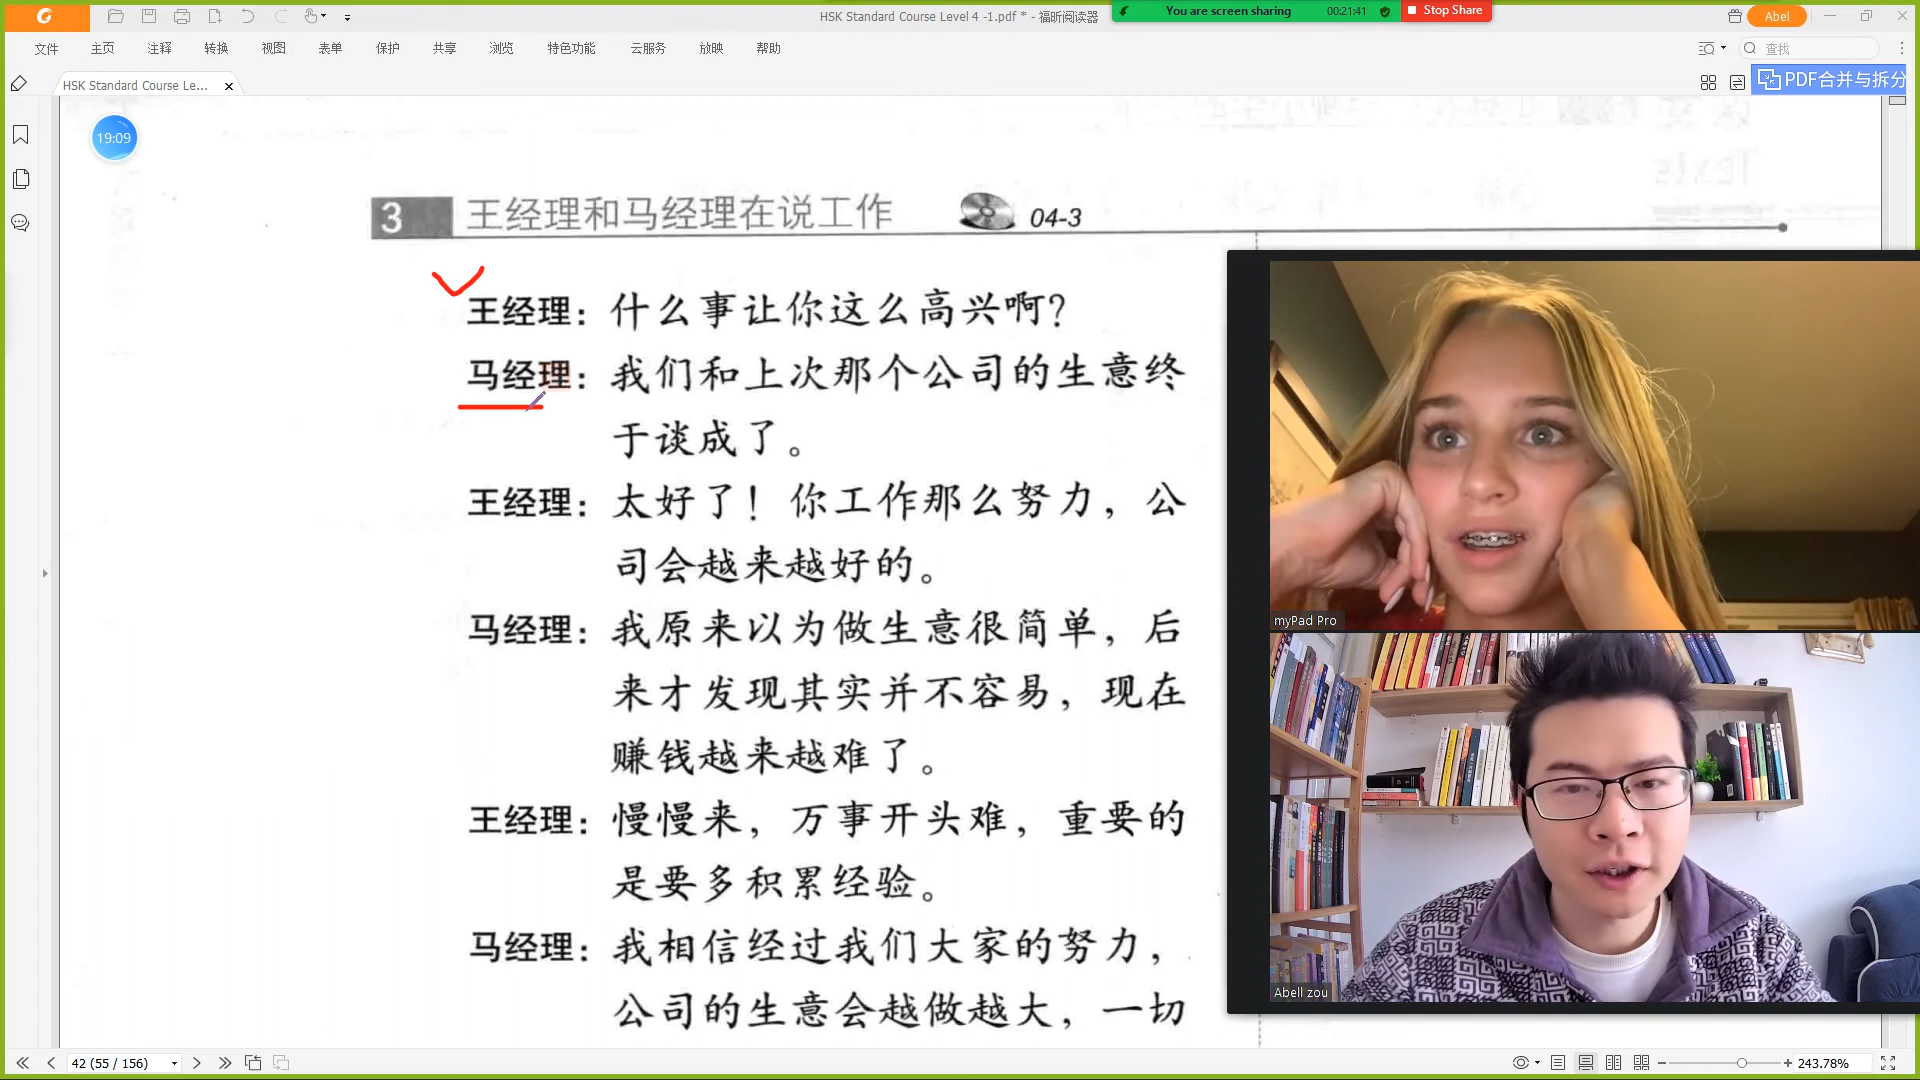 HSK Standard Course Level 4 -1.pdf * - 福昕阅读器
You are screen sharing
00:21:41
Stop Share
Abel
文件 主页 注释 转换 视图 表单 保护 共享 浏览 特色功能 云服务 放映 帮助
查找
HSK Standard Course Le...
PDF合并与拆分
19:09
3 王经理和马经理在说工作 04-3
王经理：什么事让你这么高兴啊？
马经理：我们和上次那个公司的生意终
于谈成了。
王经理：太好了！你工作那么努力，公
司会越来越好的。
马经理：我原来以为做生意很简单，后
来才发现其实并不容易，现在
赚钱越来越难了。
王经理：慢慢来，万事开头难，重要的
是要多积累经验。
马经理：我相信经过我们大家的努力，
公司的生意会越做越大，一切
myPad Pro
Abell zou
42 (55 / 156)
243.78%